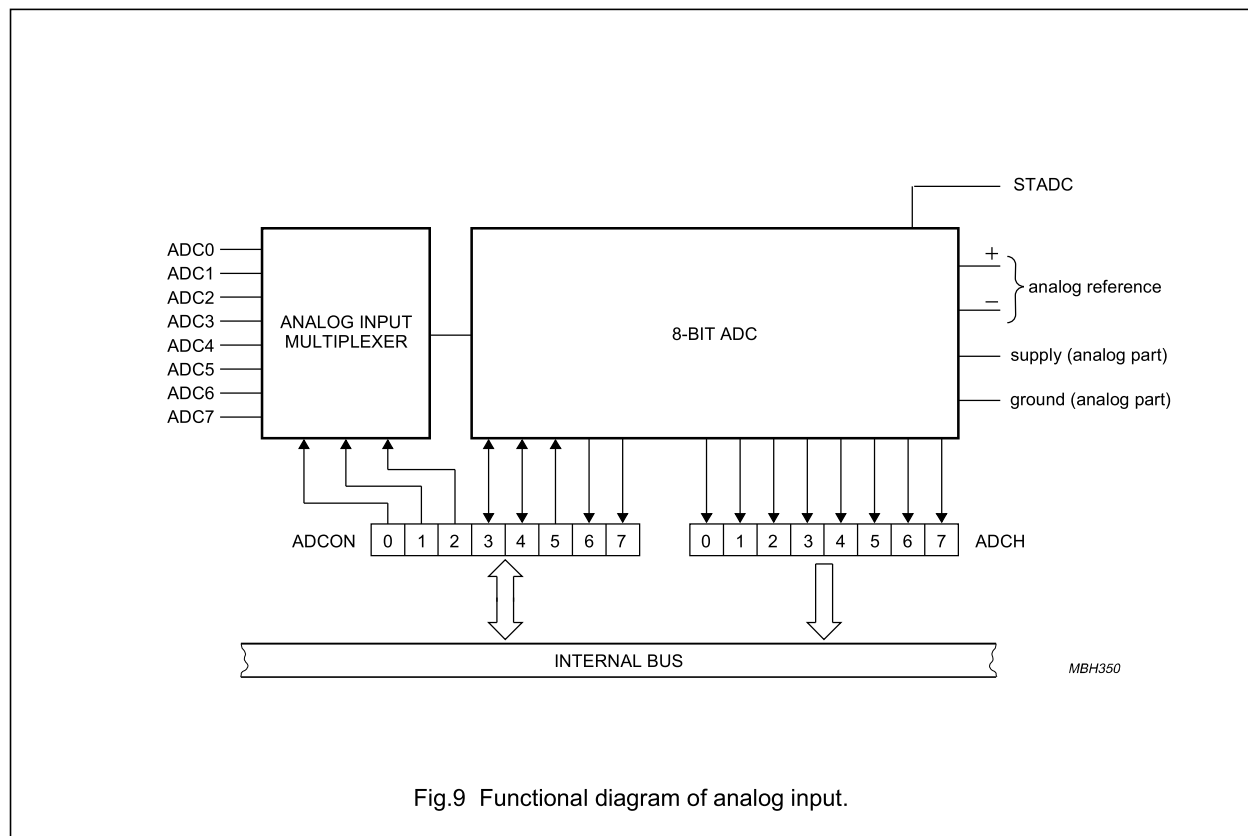 STADC
ADC0
ADC1
ADC2
ADC3
ADC4
ADC5
ADC6
ADC7
ANALOG INPUT
MULTIPLEXER
8-BIT ADC
+
−
analog reference
supply (analog part)
ground (analog part)
ADCON 0 1 2 3 4 5 6 7
0 1 2 3 4 5 6 7 ADCH
INTERNAL BUS
MBH350
Fig.9 Functional diagram of analog input.